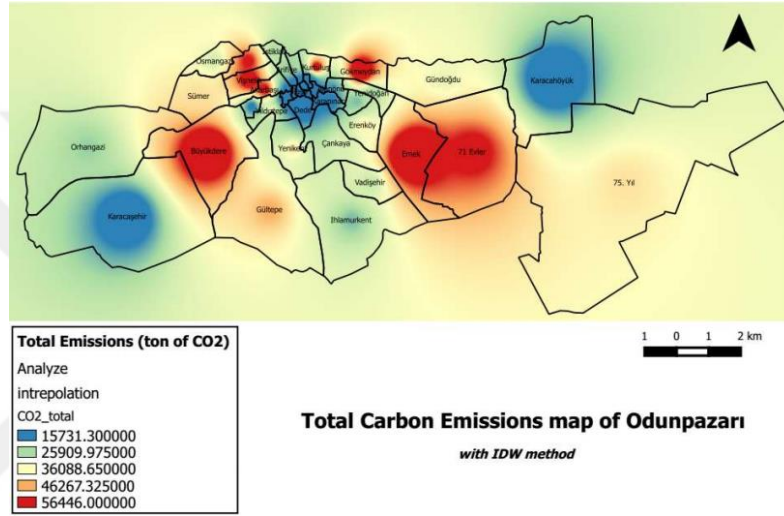 Osmangazi
Kurtuluş
Gökmeydan
Gündoğdu
Karacahöyük
Sümer
Yenidoğan
Erenköy
Orhangazi
Büyükdere
Yenikent
Çankaya
Emek
71 Evler
75. Yıl
Vadişehir
Karacaşehir
Gültepe
Ihlamurkent
Total Emissions (ton of CO2)
Analyze
intrepolation
CO2_total
15731.300000
25909.975000
36088.650000
46267.325000
56446.000000
1 0 1 2 km
Total Carbon Emissions map of Odunpazarı
with IDW method